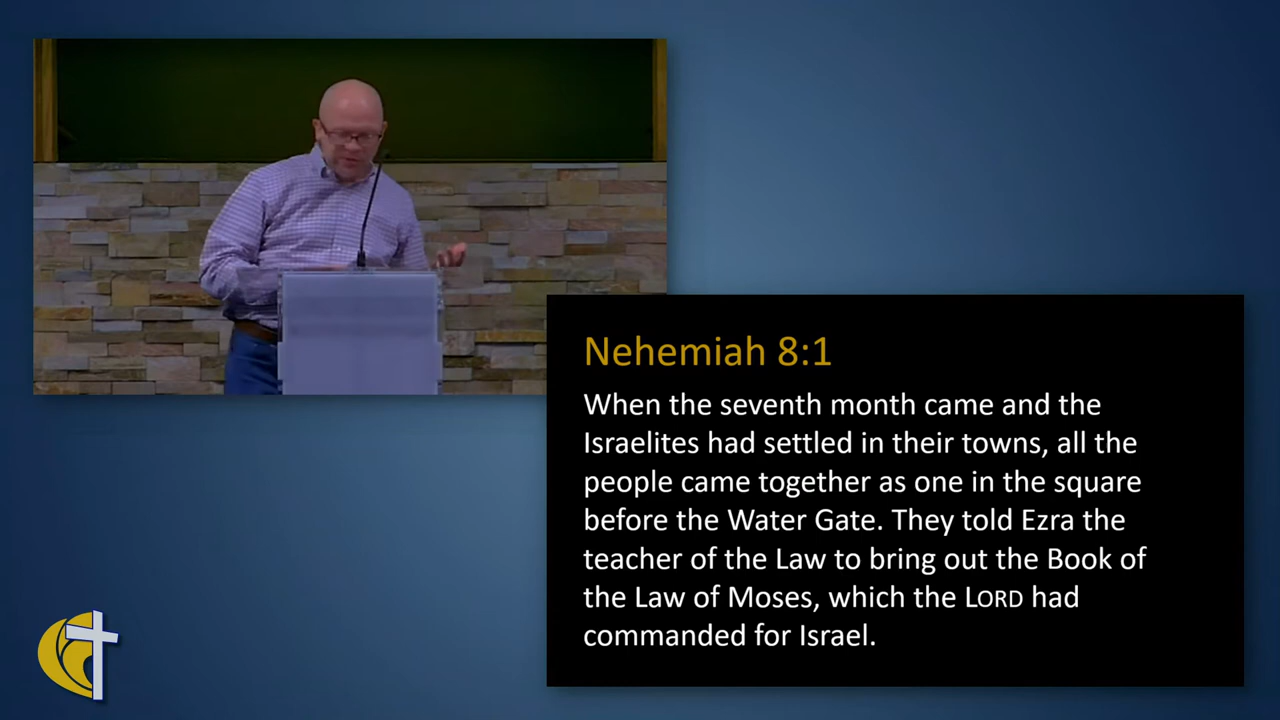 Nehemiah 8:1
When the seventh month came and the
Israelites had settled in their towns, all the
people came together as one in the square
before the Water Gate. They told Ezra the
teacher of the Law to bring out the Book of
the Law of Moses, which the LORD had
commanded for Israel.